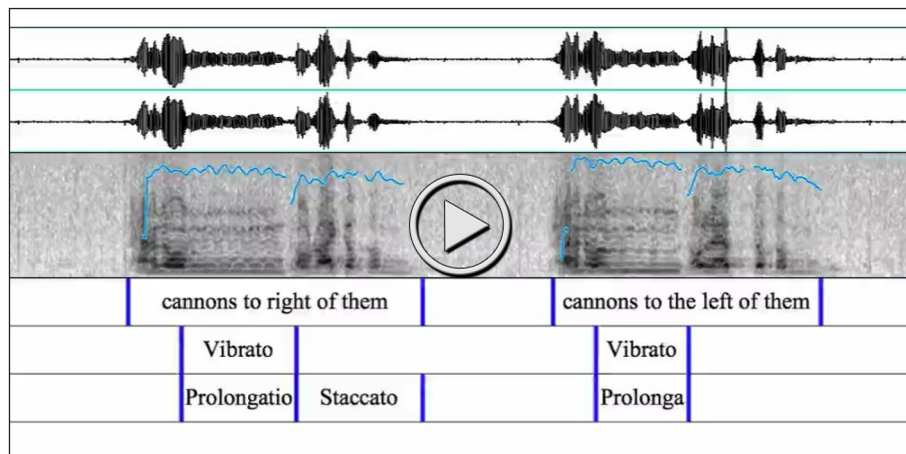 cannons to right of them cannons to the left of them
Vibrato Vibrato
Prolongatio Staccato Prolonga